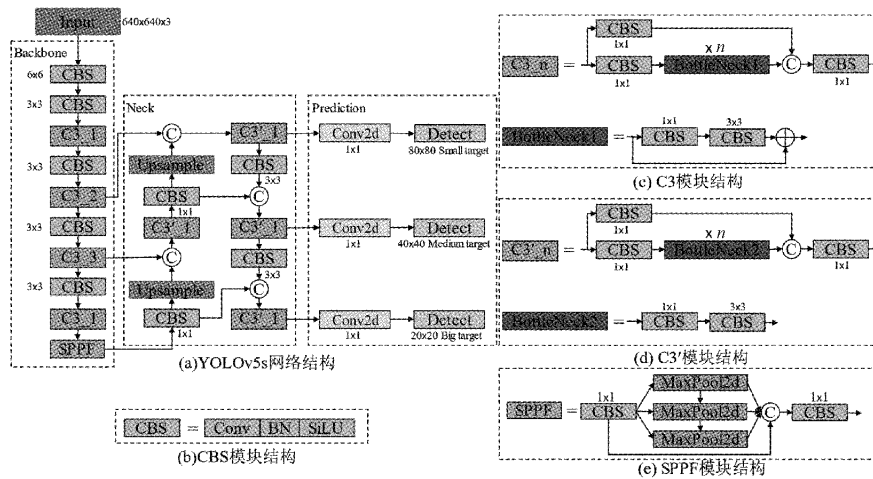 Input
640x640x3
Backbone
6x6
CBS
3x3
CBS
C3_1
3x3
CBS
C3_2
3x3
CBS
C3_3
3x3
CBS
C3_1
SPPF
Neck
C
C3'_1
Upsample
CBS
3x3
CBS
1x1
C
C3'_1
C3'_1
C
CBS
3x3
Upsample
C
CBS
1x1
C3'_1
Prediction
Conv2d
1x1
Detect
80x80 Small target
Conv2d
1x1
Detect
40x40 Medium target
Conv2d
1x1
Detect
20x20 Big target
(a)YOLOv5s网络结构
CBS = Conv BN SiLU
(b)CBS模块结构
CBS
1x1
× n
C3_n = CBS BottleNeck1 C CBS
1x1
1x1
1x1 3x3
BottleNeck1 = CBS CBS
(c) C3模块结构
CBS
1x1
× n
C3'_n = CBS BottleNeck2 C CBS
1x1
1x1
1x1 3x3
BottleNeck2 = CBS CBS
(d) C3′模块结构
MaxPool2d
1x1
1x1
SPPF = CBS MaxPool2d C CBS
MaxPool2d
(e) SPPF模块结构